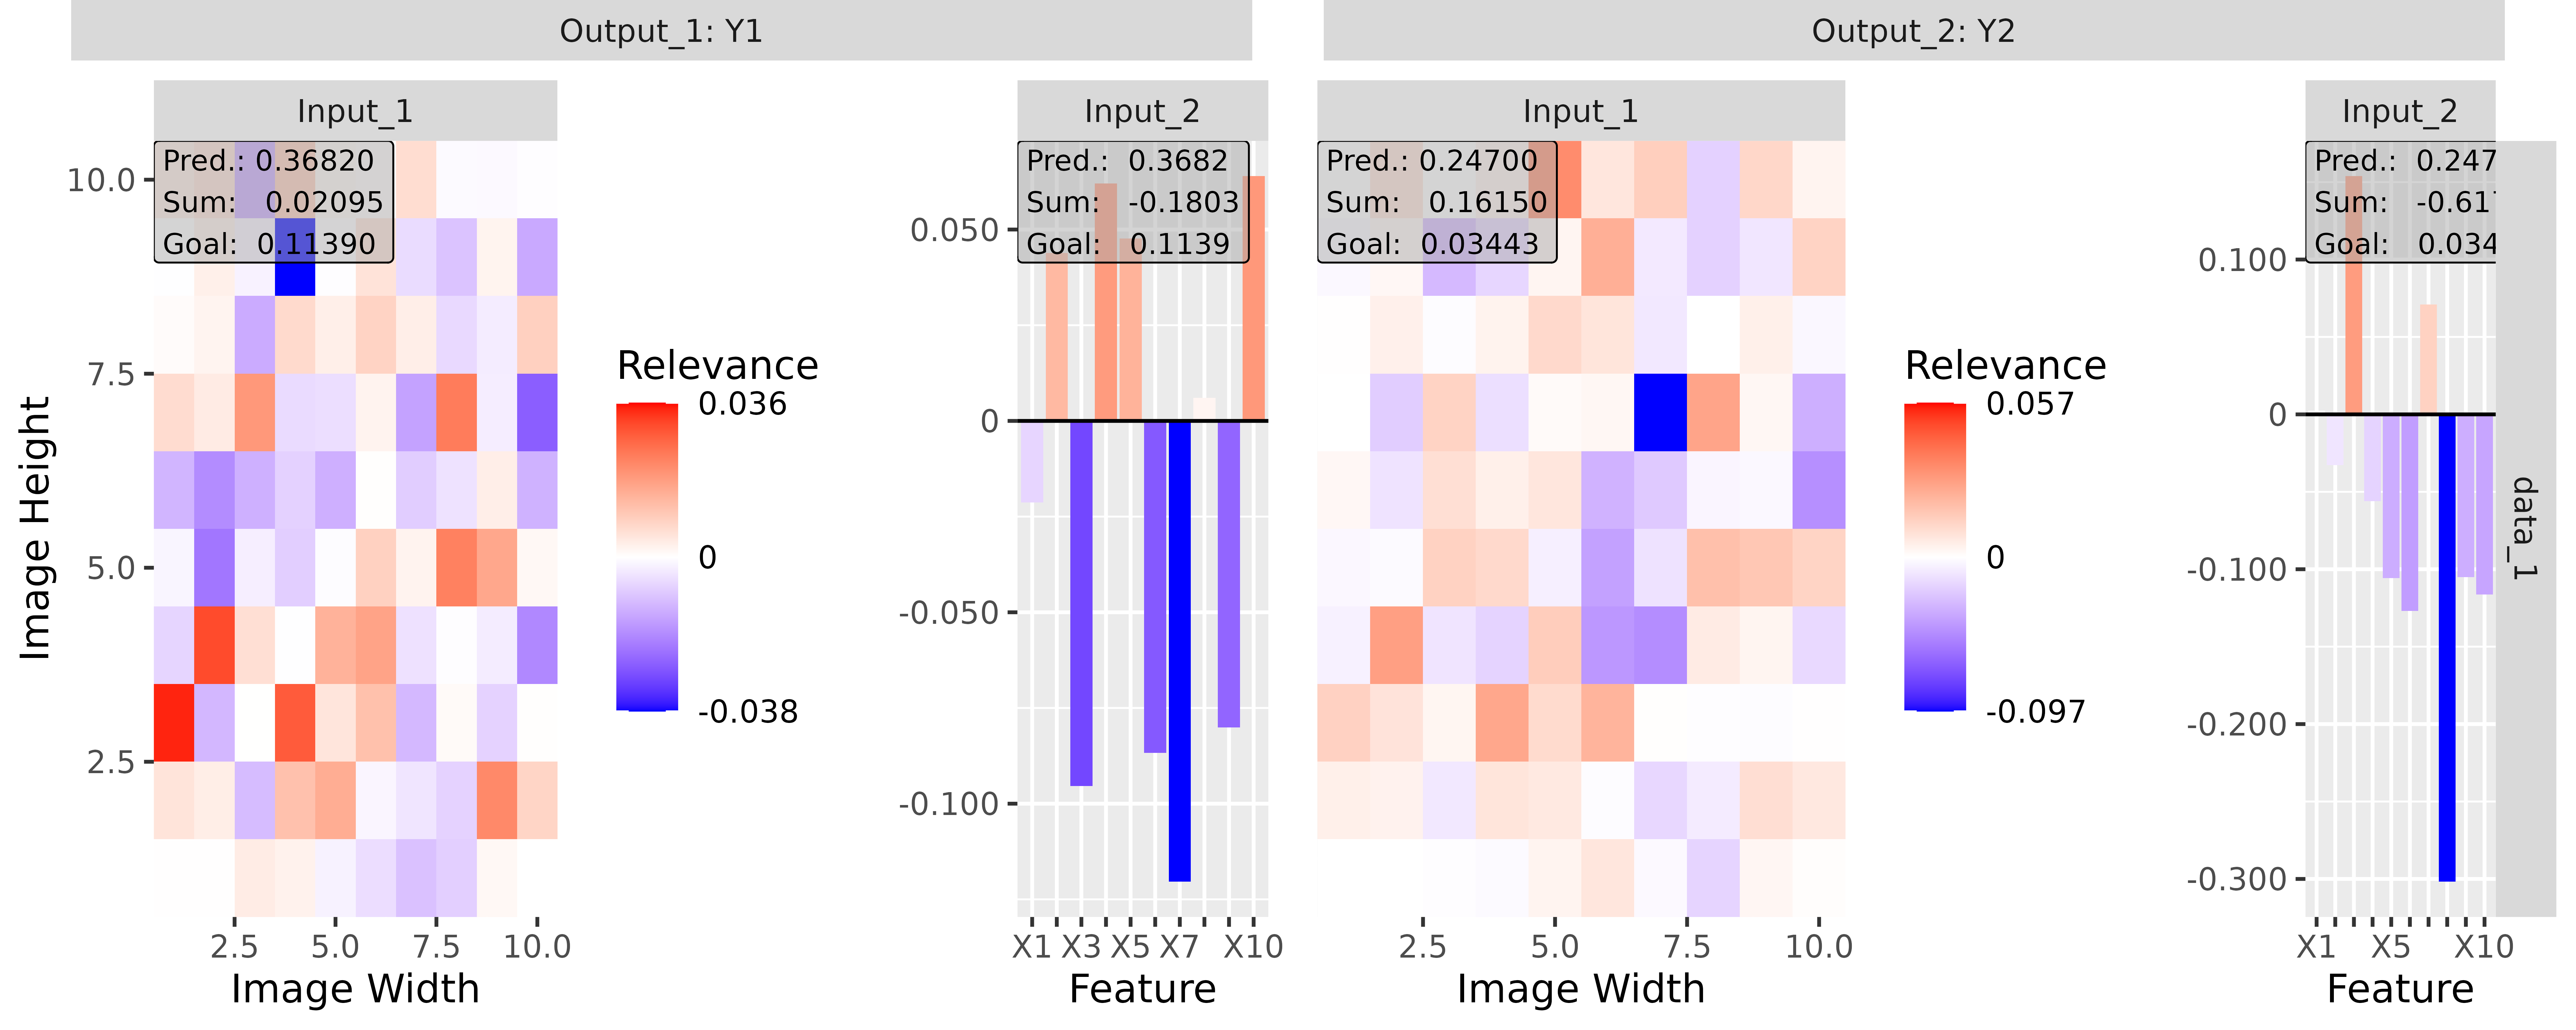 Output_1: Y1
Output_2: Y2
Input_1
Input_2
Input_1
Input_2
Pred.: 0.36820
Sum: 0.02095
Goal: 0.11390
Pred.: 0.3682
Sum: -0.1803
Goal: 0.1139
Pred.: 0.24700
Sum: 0.16150
Goal: 0.03443
Pred.: 0.247
Sum: -0.617
Goal: 0.034
Image Height
10.0
7.5
5.0
2.5
2.5 5.0 7.5 10.0
Image Width
Relevance
0.036
0
-0.038
0.050
0
-0.050
-0.100
X1 X3 X5 X7 X10
Feature
2.5 5.0 7.5 10.0
Image Width
Relevance
0.057
0
-0.097
0.100
0
-0.100
-0.200
-0.300
X1 X5 X10
Feature
data_1